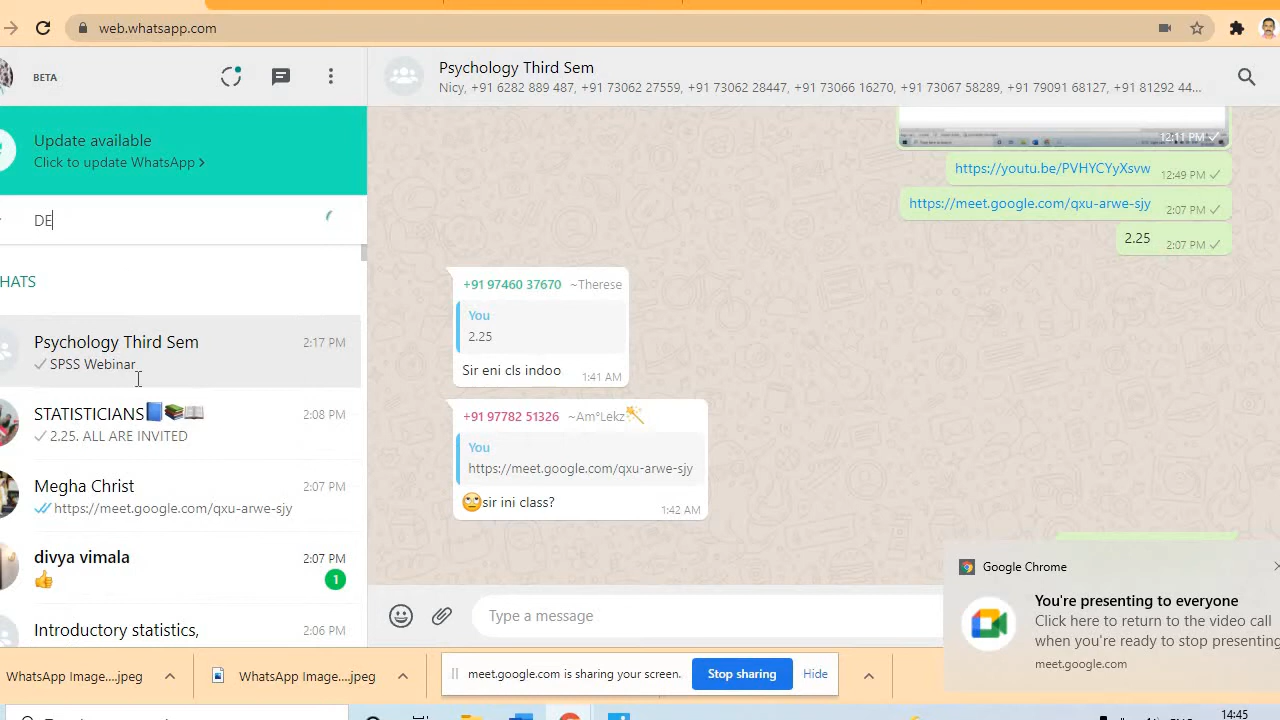 web.whatsapp.com
BETA
Update available
Click to update WhatsApp >
DE
HATS
Psychology Third Sem
2:17 PM
SPSS Webinar
STATISTICIANS
2:08 PM
2.25. ALL ARE INVITED
Megha Christ
2:07 PM
https://meet.google.com/qxu-arwe-sjy
divya vimala
2:07 PM
1
Introductory statistics,
2:06 PM
Psychology Third Sem
Nicy, +91 6282 889 487, +91 73062 27559, +91 73062 28447, +91 73066 16270, +91 73067 58289, +91 79091 68127, +91 81292 44...
12:11 PM
https://youtu.be/PVHYCYyXsvw
12:49 PM
https://meet.google.com/qxu-arwe-sjy
2:07 PM
2.25
2:07 PM
+91 97460 37670 ~Therese
You
2.25
Sir eni cls indoo
1:41 AM
+91 97782 51326 ~Am°Lekz
You
https://meet.google.com/qxu-arwe-sjy
sir ini class?
1:42 AM
Type a message
Google Chrome
You're presenting to everyone
Click here to return to the video call
when you're ready to stop presenting
meet.google.com
WhatsApp Image....jpeg
WhatsApp Image....jpeg
meet.google.com is sharing your screen.
Stop sharing
Hide
14:45